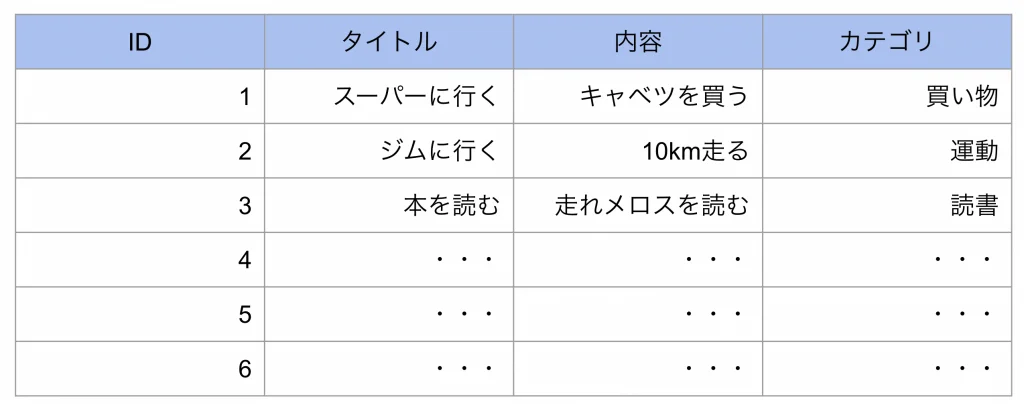 ID タイトル 内容 カテゴリ
1 スーパーに行く キャベツを買う 買い物
2 ジムに行く 10km走る 運動
3 本を読む 走れメロスを読む 読書
4 ・・・ ・・・ ・・・
5 ・・・ ・・・ ・・・
6 ・・・ ・・・ ・・・